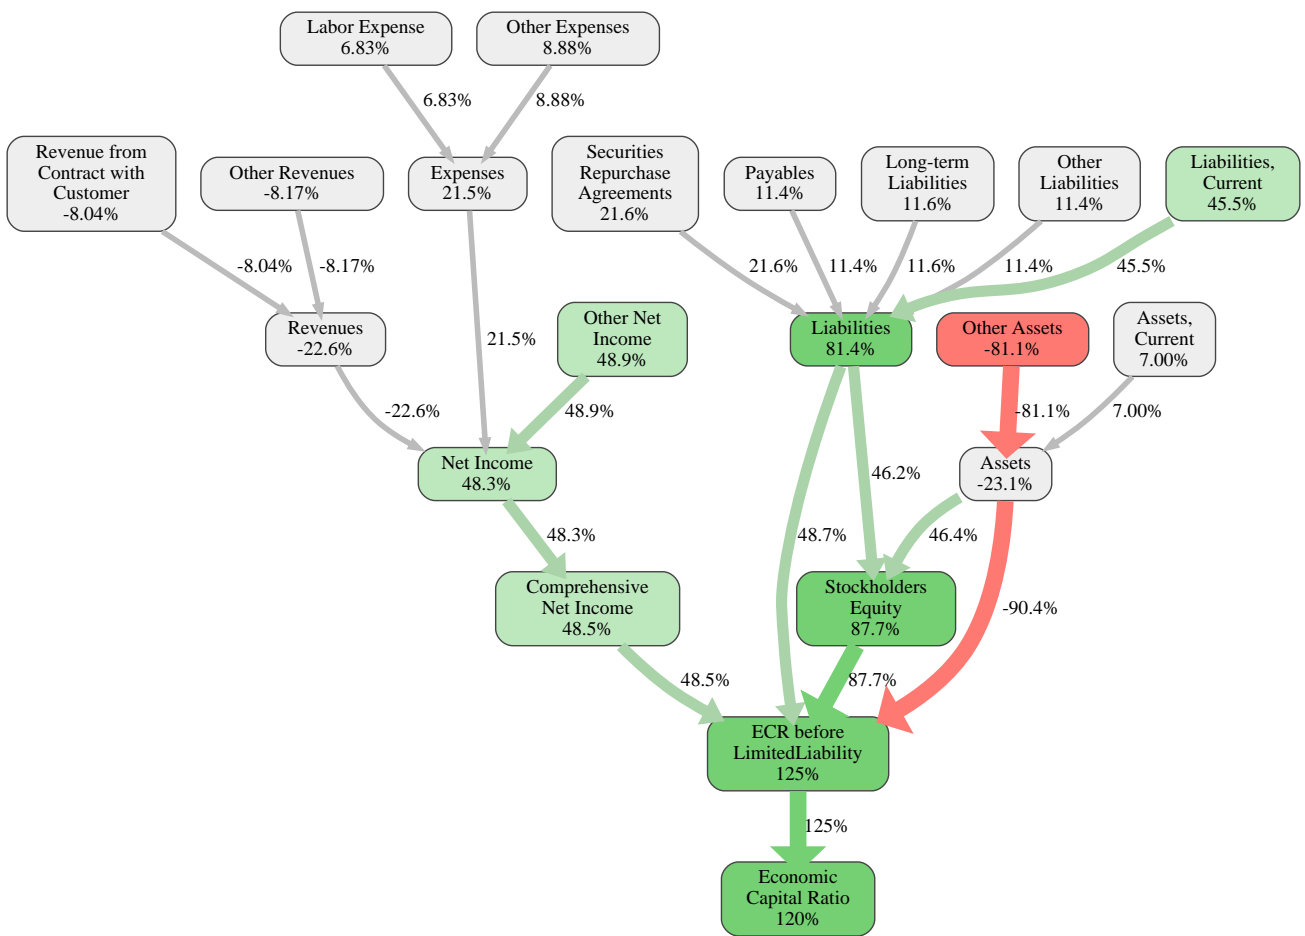 Labor Expense
6.83%
Other Expenses
8.88%
6.83%
8.88%
Revenue from
Contract with
Customer
-8.04%
Other Revenues
-8.17%
Expenses
21.5%
Securities
Repurchase
Agreements
21.6%
Payables
11.4%
Long-term
Liabilities
11.6%
Other
Liabilities
11.4%
Liabilities,
Current
45.5%
-8.04%
-8.17%
21.6%
11.4%
11.6%
11.4%
45.5%
Revenues
-22.6%
21.5%
Other Net
Income
48.9%
Liabilities
81.4%
Other Assets
-81.1%
Assets,
Current
7.00%
-22.6%
48.9%
-81.1%
7.00%
Net Income
48.3%
46.2%
Assets
-23.1%
48.3%
48.7%
46.4%
Comprehensive
Net Income
48.5%
Stockholders
Equity
87.7%
-90.4%
48.5%
87.7%
ECR before
LimitedLiability
125%
125%
Economic
Capital Ratio
120%